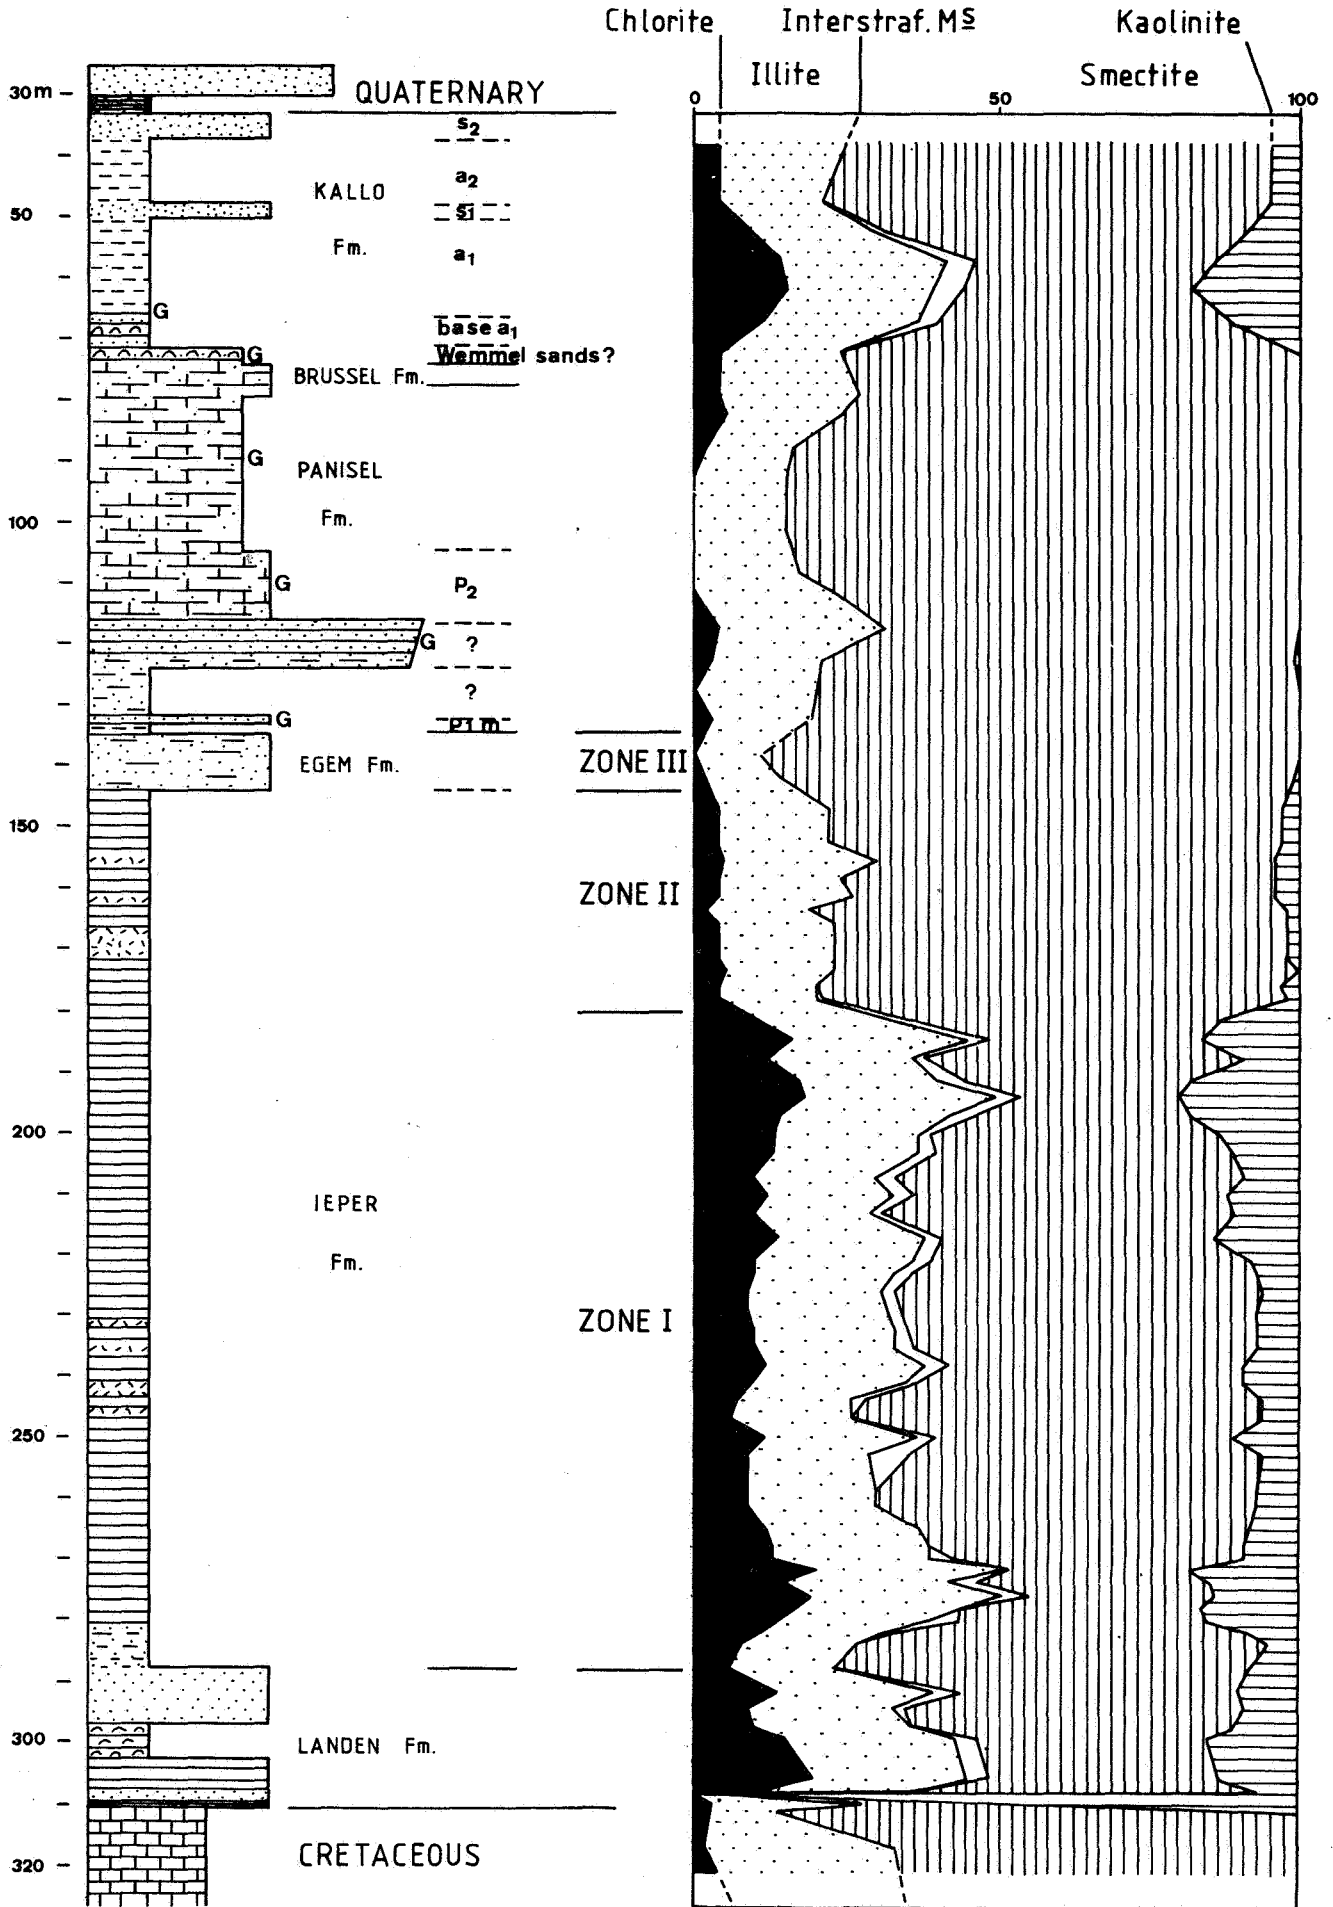 Chlorite Interstraf. Mˢ Kaolinite
Illite Smectite
0 50 100
30m
QUATERNARY
s₂
a₂
KALLO
50
s₁
Fm.
a₁
G
base a₁
G Wemmel sands?
BRUSSEL Fm.
G
PANISEL
100
Fm.
G
P₂
G
?
?
G
P1m
EGEM Fm.
ZONE III
150
ZONE II
200
IEPER
Fm.
ZONE I
250
300
LANDEN Fm.
CRETACEOUS
320